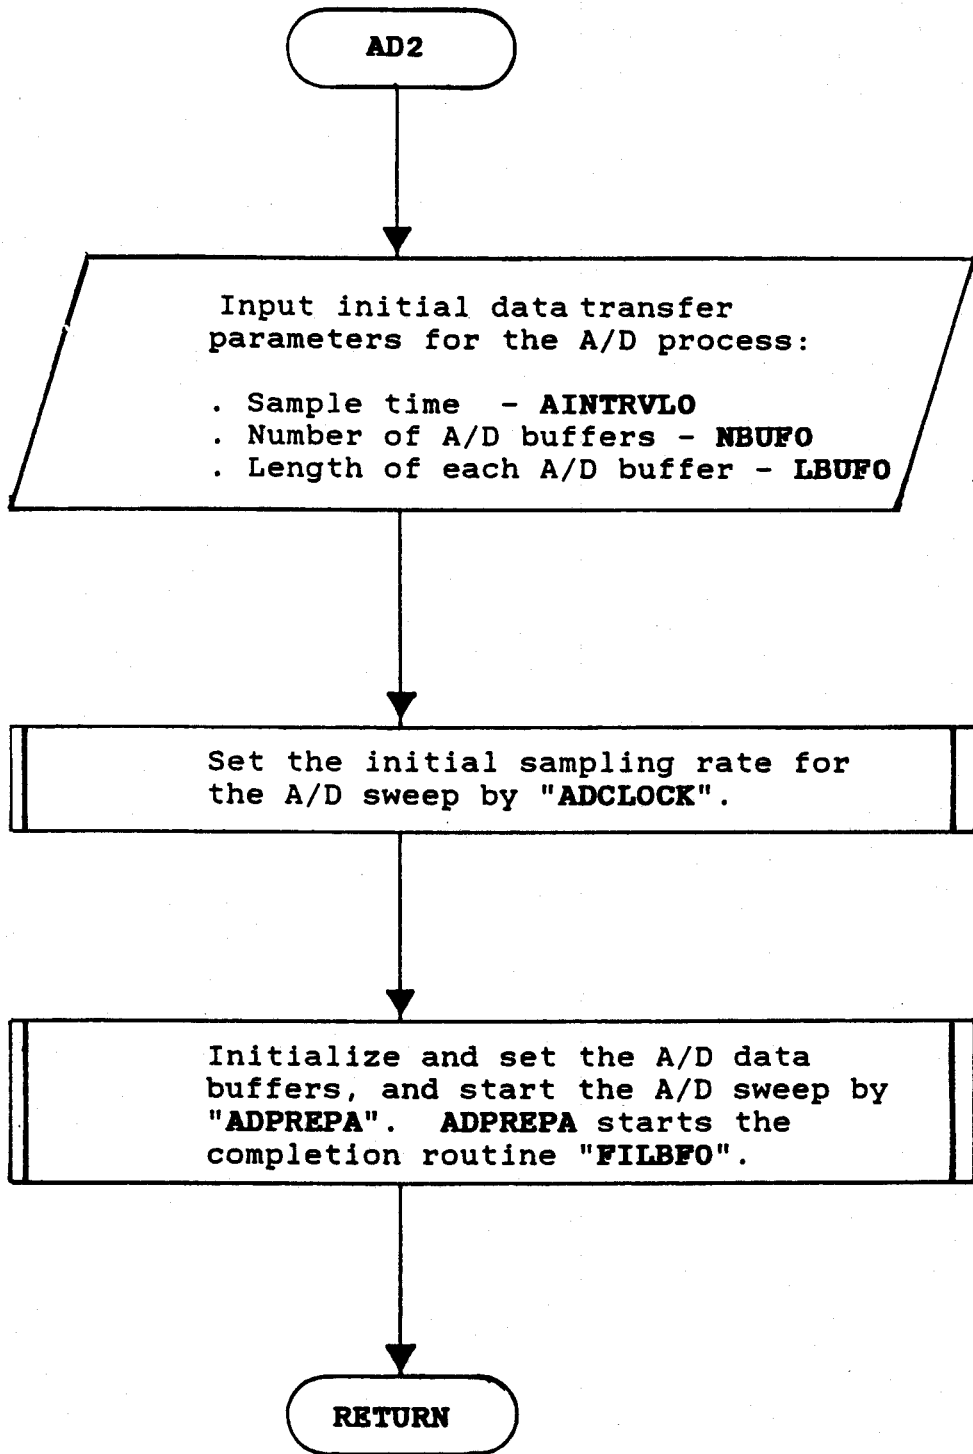 AD2
Input initial data transfer
parameters for the A/D process:
. Sample time - AINTRVLO
. Number of A/D buffers - NBUFO
. Length of each A/D buffer - LBUFO
Set the initial sampling rate for
the A/D sweep by "ADCLOCK".
Initialize and set the A/D data
buffers, and start the A/D sweep by
"ADPREPA". ADPREPA starts the
completion routine "FILBFO".
RETURN